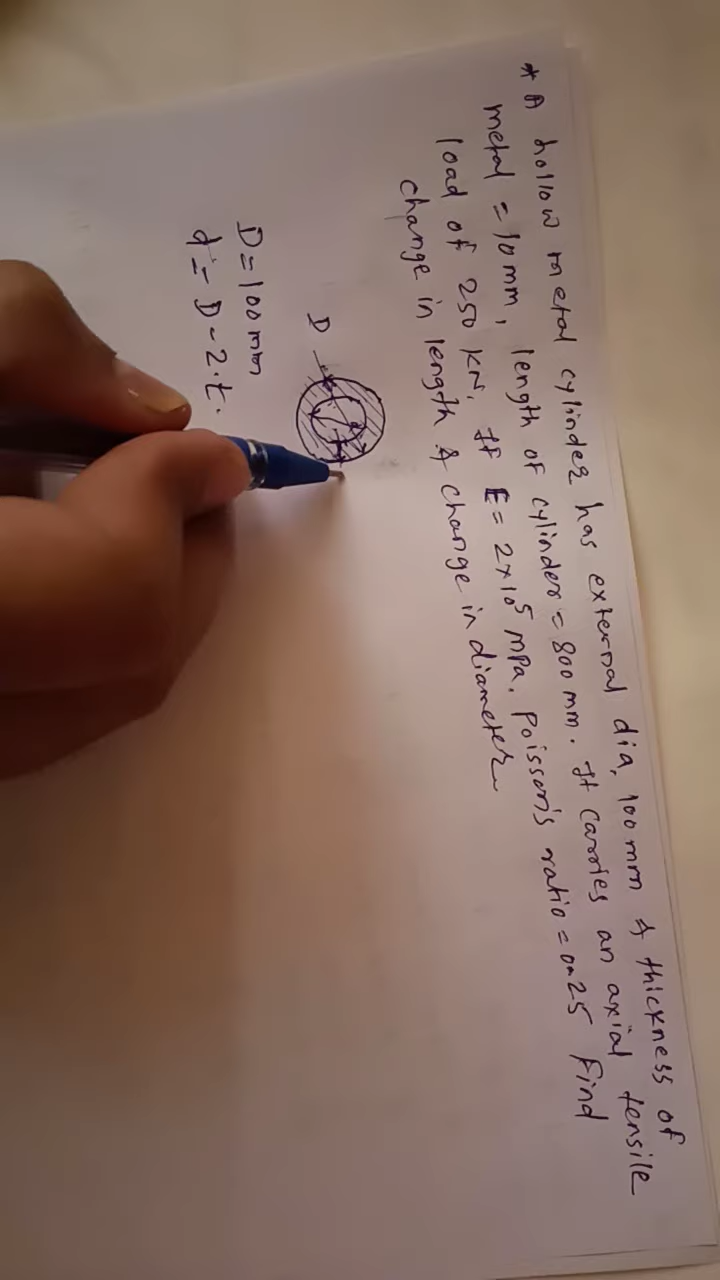 * A hollow metal cylinder has external dia, 100 mm & thickness of
metal = 10 mm, length of cylinder = 800 mm. It carries an axial tensile
load of 250 KN. If E = 2×10⁵ mPa. Poisson's ratio = 0.25 Find
change in length & change in diameter
D
D = 100 mm
d = D - 2.t.